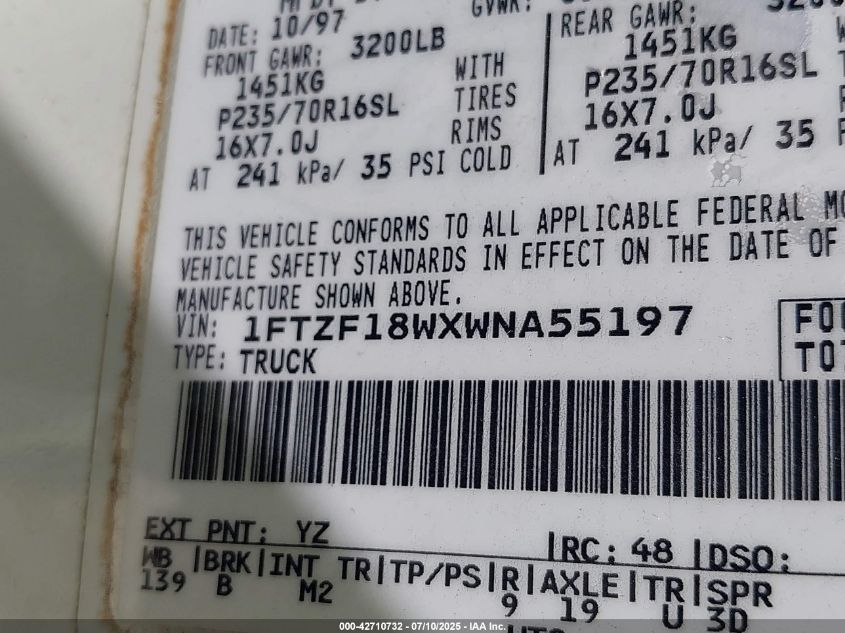 GVWR:
DATE: 10/97
FRONT GAWR: 3200LB
1451KG WITH
P235/70R16SL TIRES
16X7.0J RIMS
AT 241 kPa/ 35 PSI COLD
REAR GAWR:
1451KG
P235/70R16SL
16X7.0J
AT 241 kPa/ 35
THIS VEHICLE CONFORMS TO ALL APPLICABLE FEDERAL MO
VEHICLE SAFETY STANDARDS IN EFFECT ON THE DATE OF
MANUFACTURE SHOWN ABOVE.
VIN: 1FTZF18WXWNA55197
TYPE: TRUCK
EXT PNT: YZ |RC: 48 |DSO:
WB |BRK|INT TR|TP/PS|R|AXLE|TR|SPR
139 B M2 9 19 U 3D
000-42710732 - 07/10/2025 - IAA Inc.